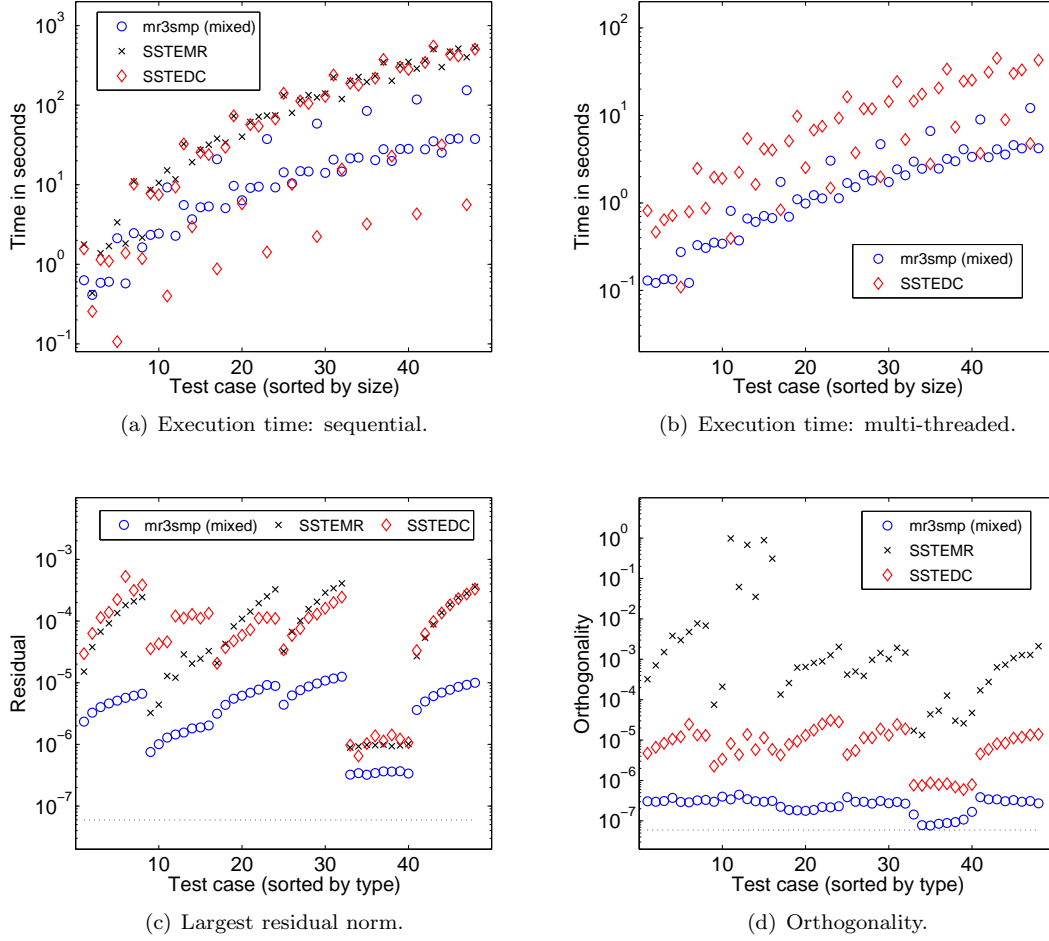 10^3
10^2
10^1
10^0
10^-1
Time in seconds
mr3smp (mixed)
SSTEMR
SSTEDC
10 20 30 40
Test case (sorted by size)
(a) Execution time: sequential.
10^2
10^1
10^0
10^-1
Time in seconds
mr3smp (mixed)
SSTEDC
10 20 30 40
Test case (sorted by size)
(b) Execution time: multi-threaded.
10^-3
10^-4
10^-5
10^-6
10^-7
Residual
mr3smp (mixed) SSTEMR SSTEDC
10 20 30 40
Test case (sorted by type)
(c) Largest residual norm.
10^0
10^-1
10^-2
10^-3
10^-4
10^-5
10^-6
10^-7
Orthogonality
mr3smp (mixed)
SSTEMR
SSTEDC
10 20 30 40
Test case (sorted by type)
(d) Orthogonality.